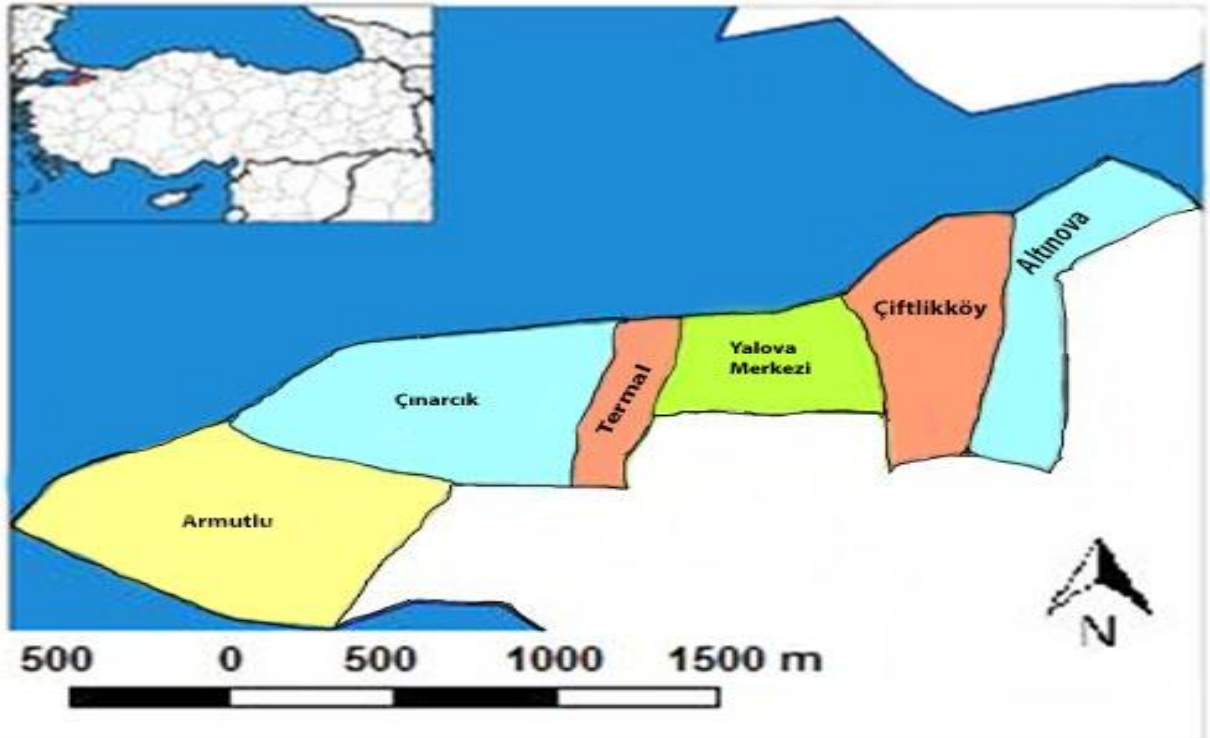 Altınova
Çiftlikköy
Yalova
Merkezi
Termal
Çınarcık
Armutlu
N
500 0 500 1000 1500 m